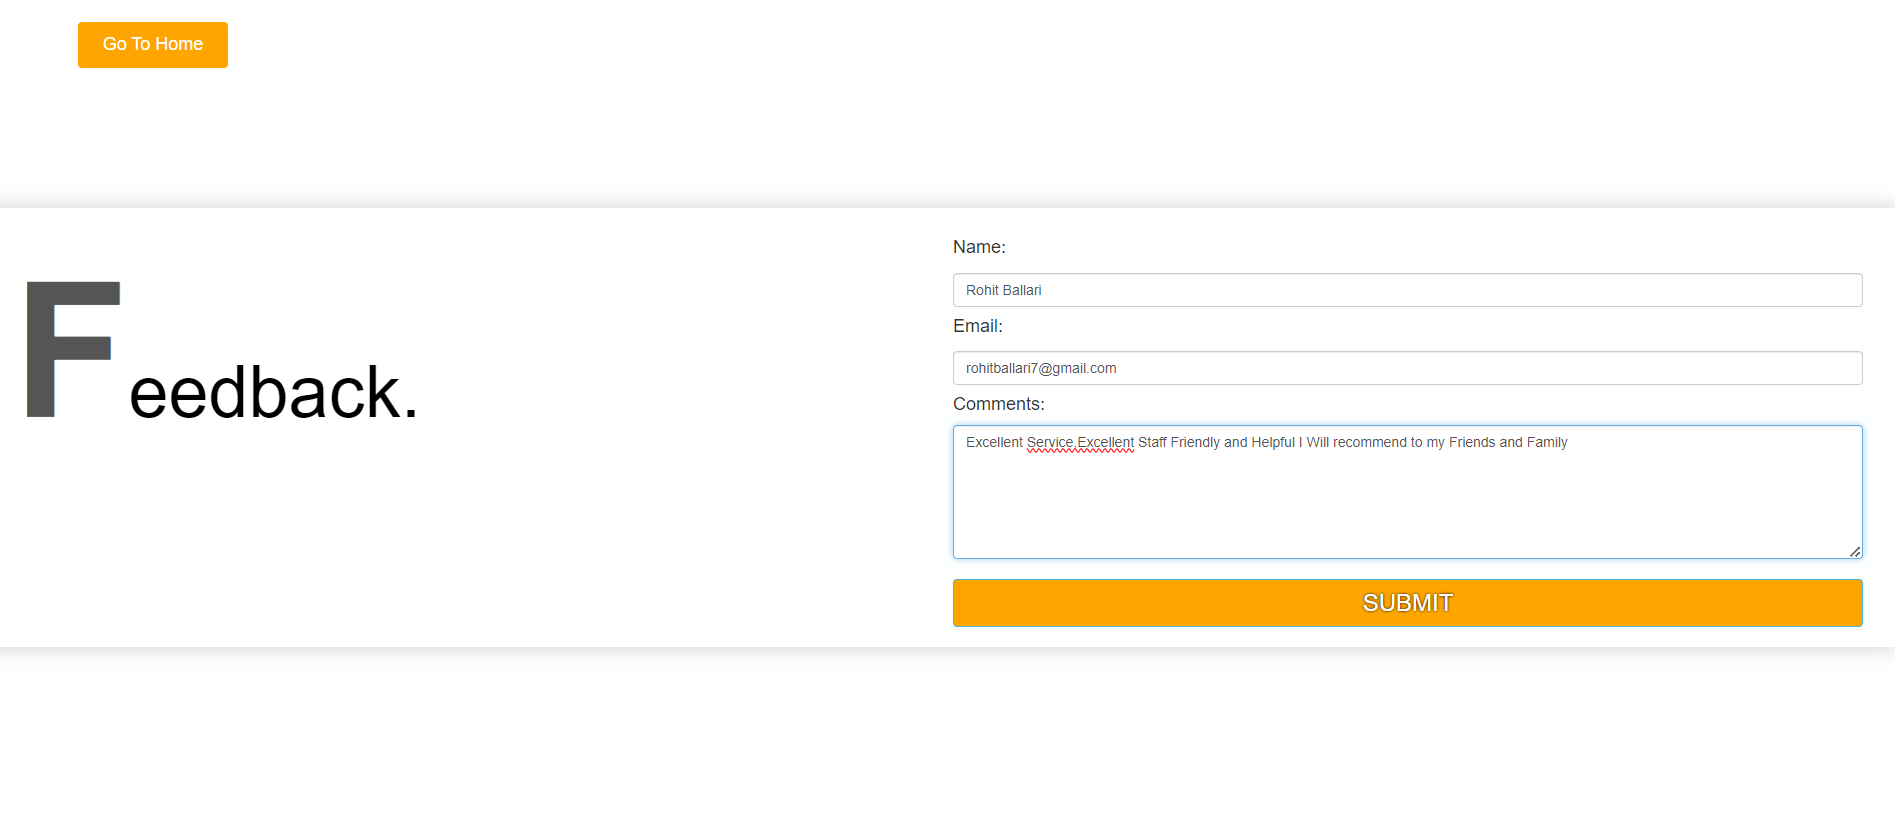 Go To Home
Feedback.
Name:
Rohit Ballari
Email:
rohitballari7@gmail.com
Comments:
Excellent Service,Excellent Staff Friendly and Helpful I Will recommend to my Friends and Family
SUBMIT